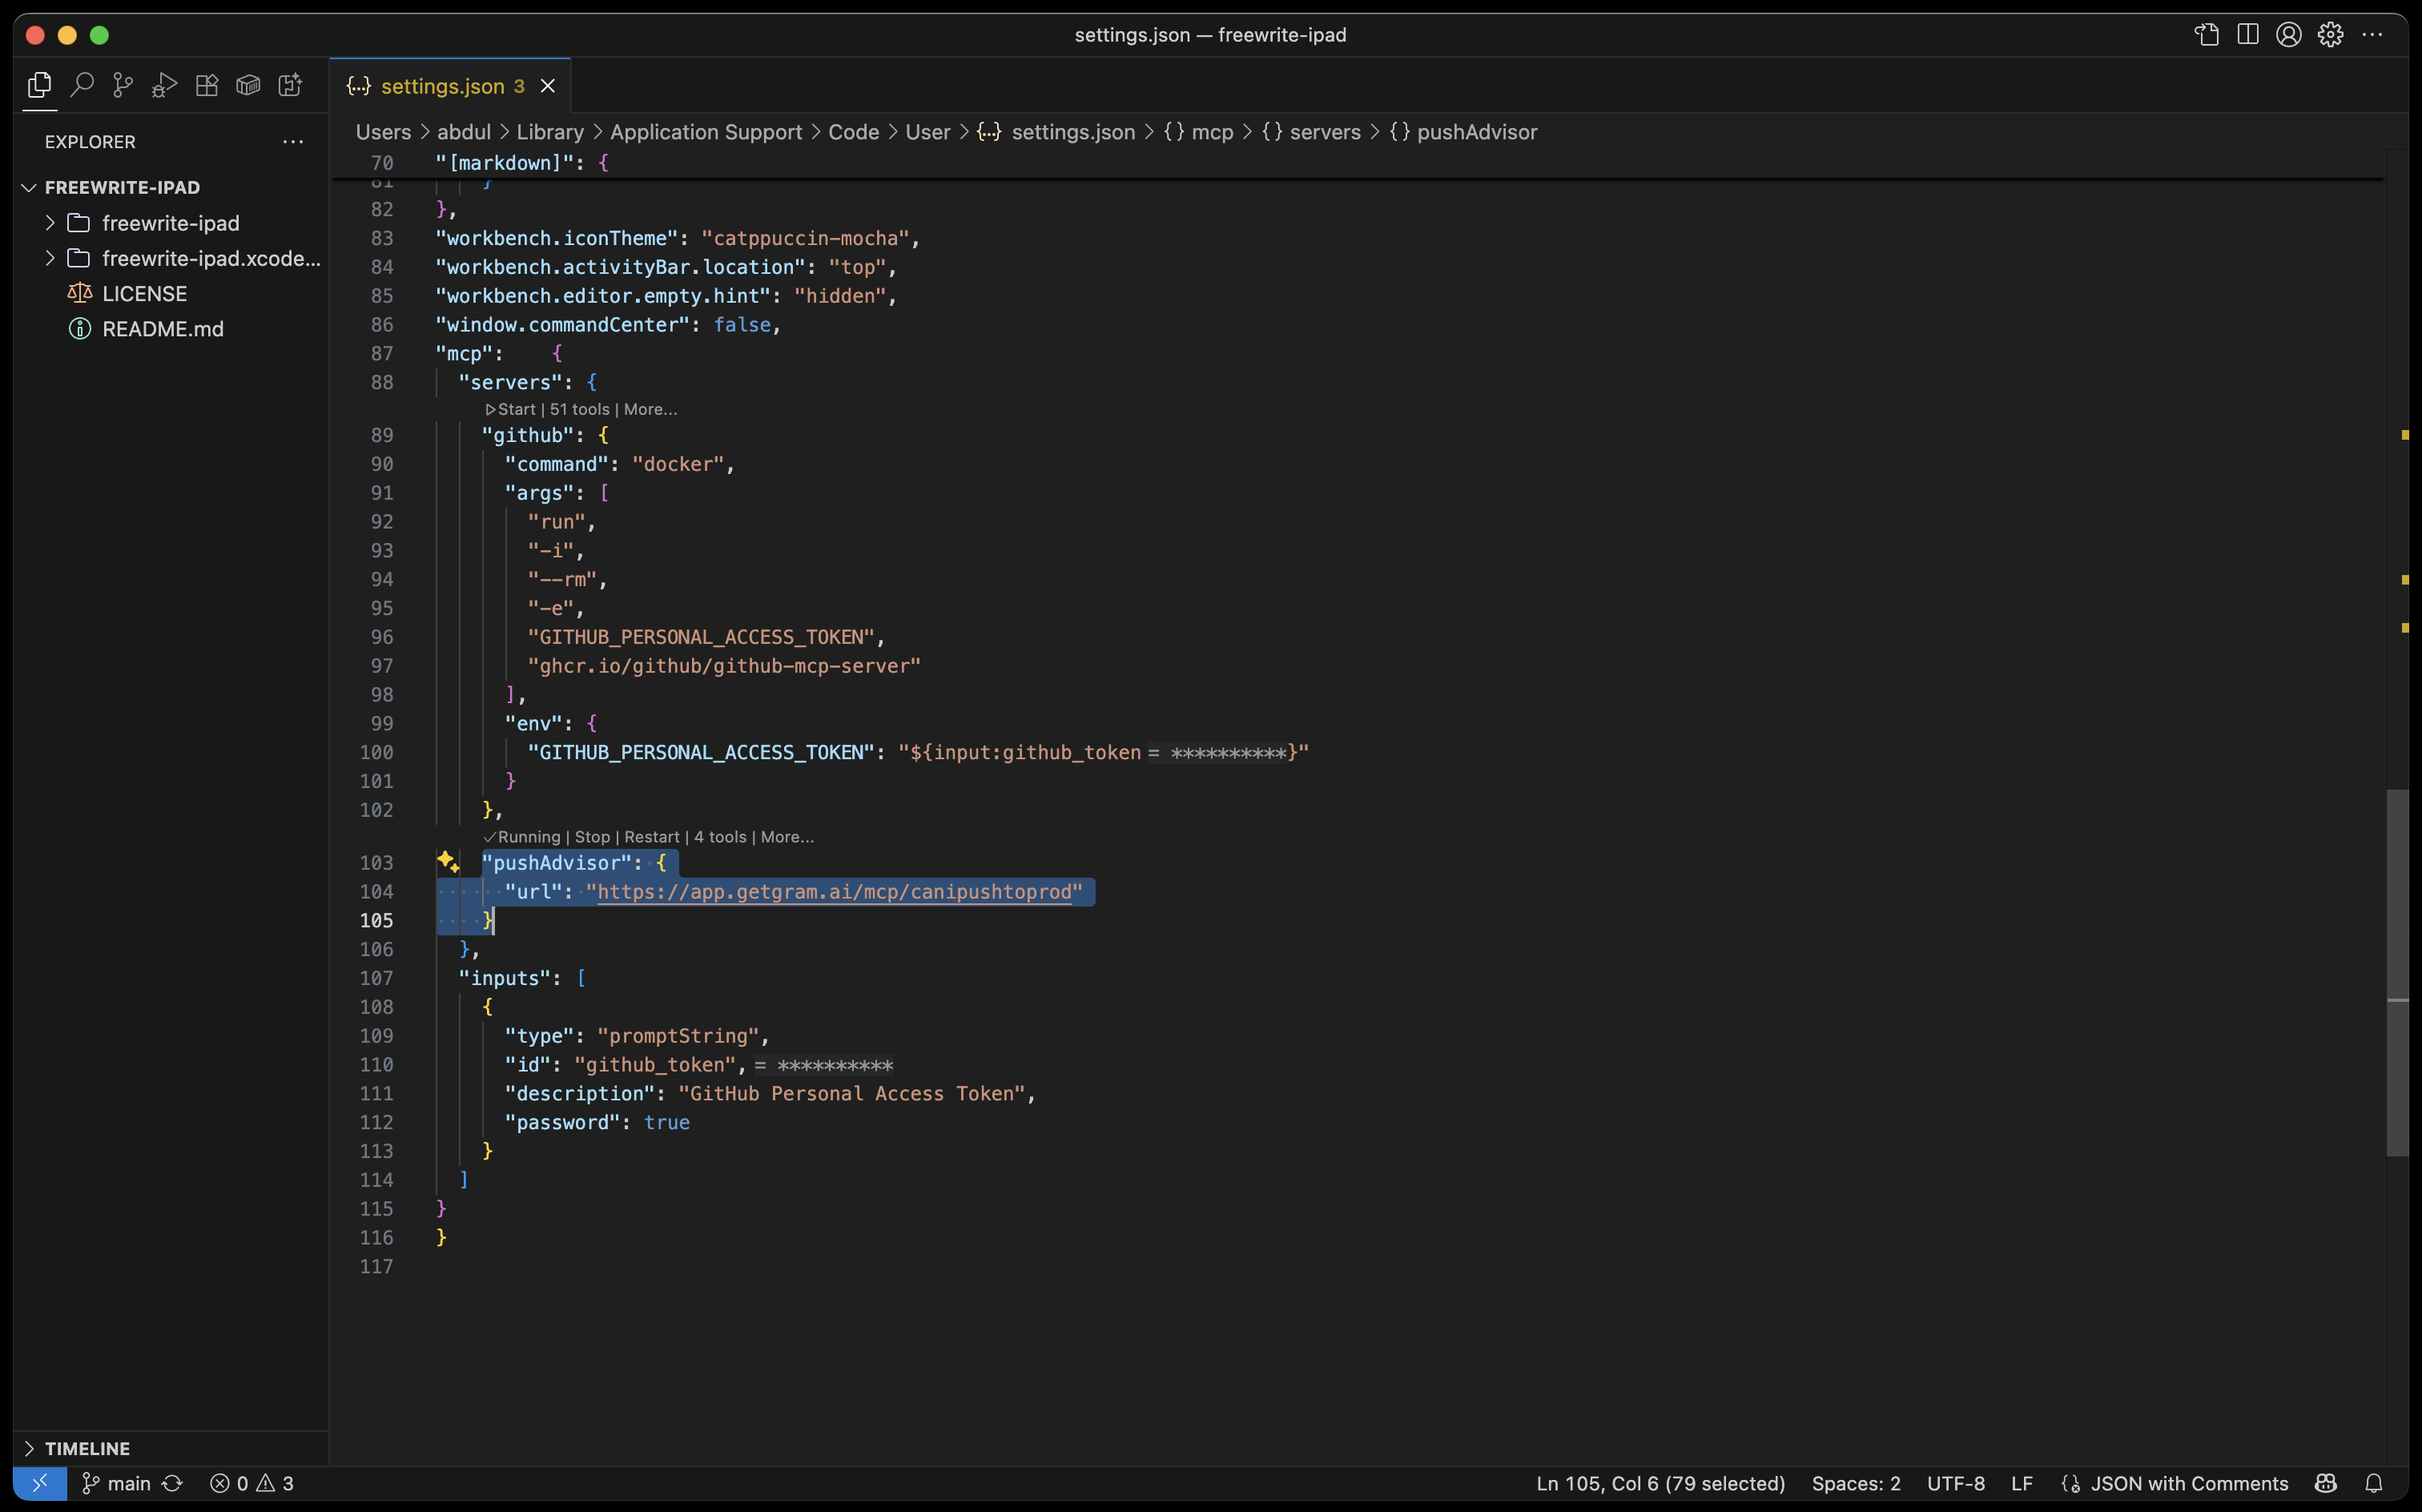 settings.json — freewrite-ipad
EXPLORER
FREEWRITE-IPAD
freewrite-ipad
freewrite-ipad.xcode...
LICENSE
README.md
TIMELINE
{...} settings.json 3
Users > abdul > Library > Application Support > Code > User > {...} settings.json > {} mcp > {} servers > {} pushAdvisor
70 "[markdown]": {
81 }
82 },
83 "workbench.iconTheme": "catppuccin-mocha",
84 "workbench.activityBar.location": "top",
85 "workbench.editor.empty.hint": "hidden",
86 "window.commandCenter": false,
87 "mcp":    {
88 "servers": {
Start | 51 tools | More...
89 "github": {
90 "command": "docker",
91 "args": [
92 "run",
93 "-i",
94 "--rm",
95 "-e",
96 "GITHUB_PERSONAL_ACCESS_TOKEN",
97 "ghcr.io/github/github-mcp-server"
98 ],
99 "env": {
100 "GITHUB_PERSONAL_ACCESS_TOKEN": "${input:github_token = **********}"
101 }
102 },
✓Running | Stop | Restart | 4 tools | More...
103 "pushAdvisor": {
104 "url": "https://app.getgram.ai/mcp/canipushtoprod"
105 }
106 },
107 "inputs": [
108 {
109 "type": "promptString",
110 "id": "github_token", = **********
111 "description": "GitHub Personal Access Token",
112 "password": true
113 }
114 ]
115 }
116 }
117
main 0 3 Ln 105, Col 6 (79 selected) Spaces: 2 UTF-8 LF JSON with Comments